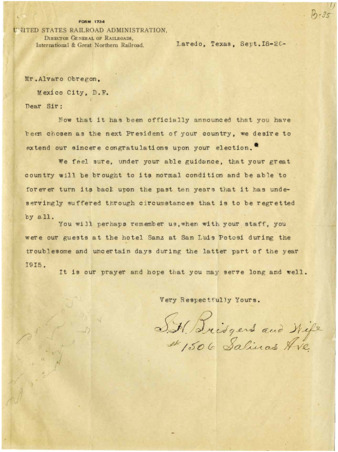 B-25
FORM 1784
UNITED STATES RAILROAD ADMINISTRATION.
DIRECTOR GENERAL OF RAILROADS,
International & Great Northern Railroad.
Laredo, Texas, Sept.I8-20-
Mr.Alvaro Obregon,
Mexico City, D.F.
Dear Sir:
Now that it has been officially announced that you have
been chosen as the next President of your country, we desire to
extend our sincere congratulations upon your election.
We feel sure, under your able guidance, that your great
country will be brought to its normal condition and be able to
forever turn its back upon the past ten years that it has unde-
servingly suffered through circumstances that is to be regretted
by all.
You will perhaps remember us,when with your staff, you
were our guests at the hotel Sanz at San Luis Potosi during the
troublesome and uncertain days during the latter part of the year
I9I5.
It is our prayer and hope that you may serve long and well.
Very Respectfully Yours.
S.H. Bridgers and Wife
# 1506 Salinas Ave.